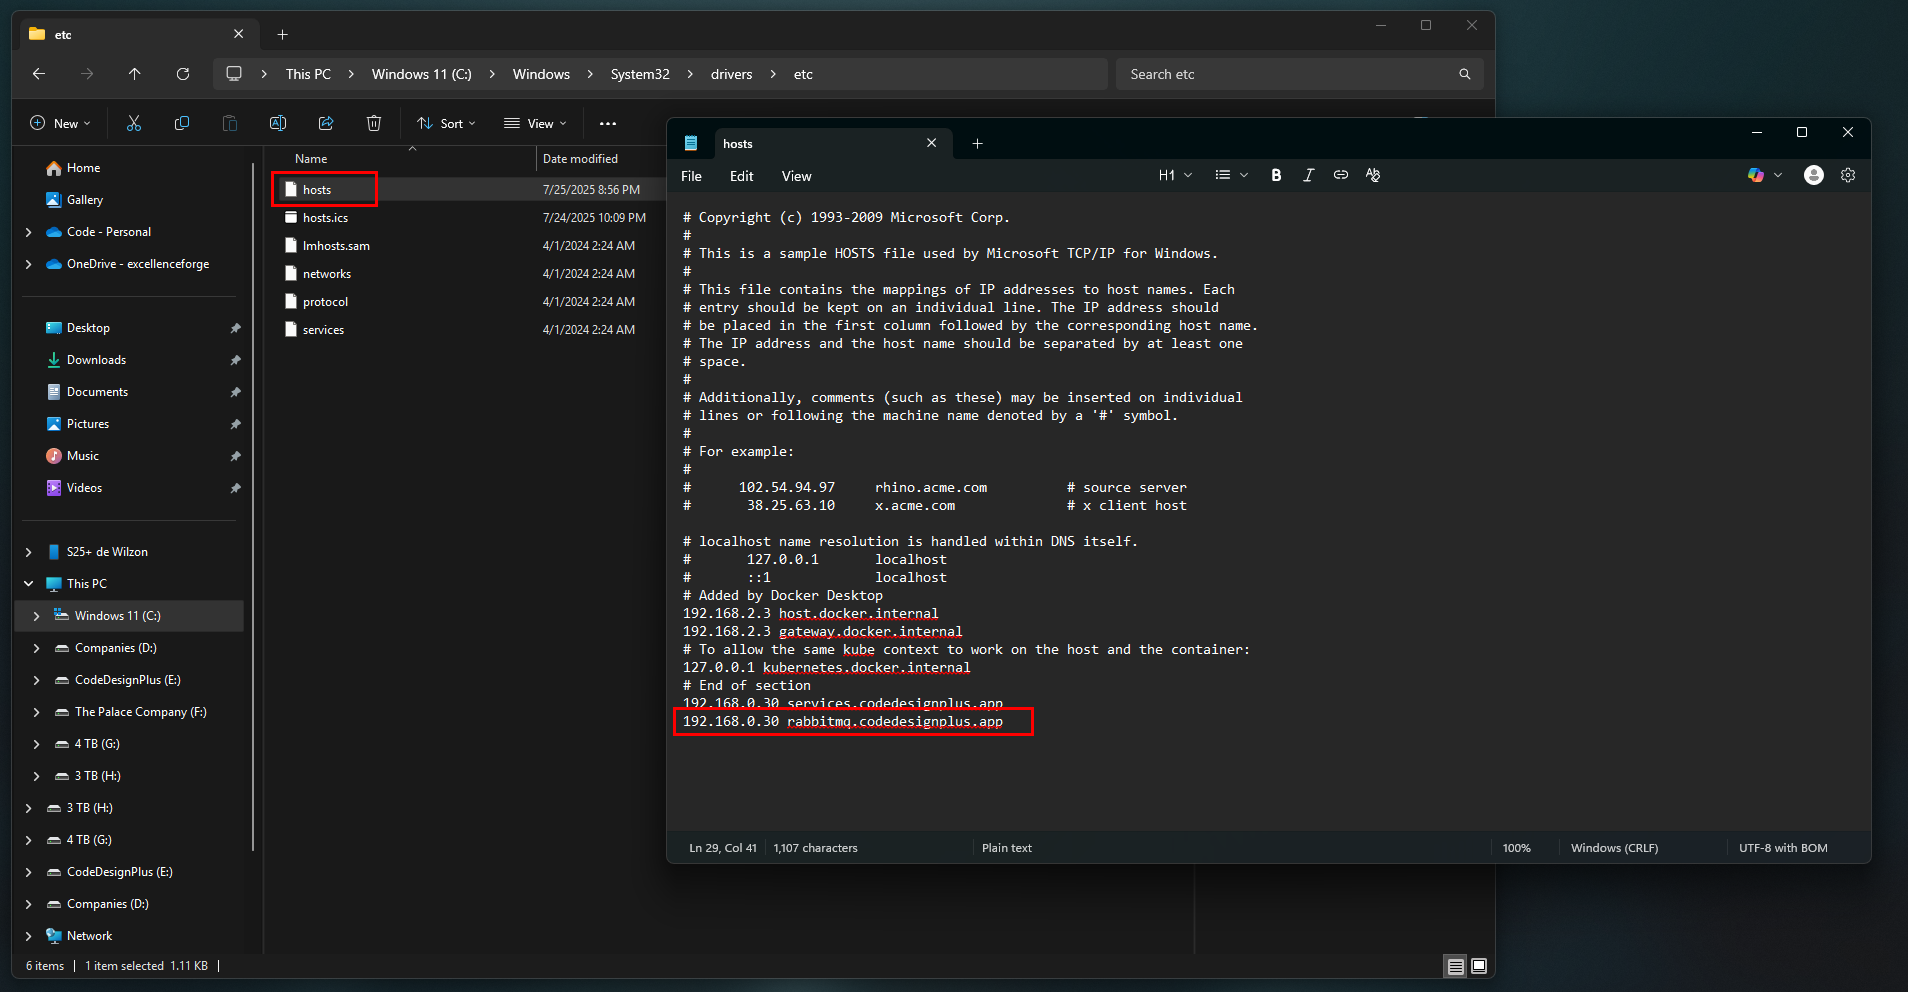 etc
This PC > Windows 11 (C:) > Windows > System32 > drivers > etc
Search etc
New
Sort
View
Home
Gallery
Code - Personal
OneDrive - excellenceforge
Desktop
Downloads
Documents
Pictures
Music
Videos
S25+ de Wilzon
This PC
Windows 11 (C:)
Companies (D:)
CodeDesignPlus (E:)
The Palace Company (F:)
4 TB (G:)
3 TB (H:)
3 TB (H:)
4 TB (G:)
CodeDesignPlus (E:)
Companies (D:)
Network
Name Date modified
hosts 7/25/2025 8:56 PM
hosts.ics 7/24/2025 10:09 PM
lmhosts.sam 4/1/2024 2:24 AM
networks 4/1/2024 2:24 AM
protocol 4/1/2024 2:24 AM
services 4/1/2024 2:24 AM
6 items 1 item selected 1.11 KB
hosts
File Edit View
H1 B I
# Copyright (c) 1993-2009 Microsoft Corp.
#
# This is a sample HOSTS file used by Microsoft TCP/IP for Windows.
#
# This file contains the mappings of IP addresses to host names. Each
# entry should be kept on an individual line. The IP address should
# be placed in the first column followed by the corresponding host name.
# The IP address and the host name should be separated by at least one
# space.
#
# Additionally, comments (such as these) may be inserted on individual
# lines or following the machine name denoted by a '#' symbol.
#
# For example:
#
#      102.54.94.97     rhino.acme.com          # source server
#       38.25.63.10     x.acme.com              # x client host
# localhost name resolution is handled within DNS itself.
#       127.0.0.1       localhost
#       ::1             localhost
# Added by Docker Desktop
192.168.2.3 host.docker.internal
192.168.2.3 gateway.docker.internal
# To allow the same kube context to work on the host and the container:
127.0.0.1 kubernetes.docker.internal
# End of section
192.168.0.30 services.codedesignplus.app
192.168.0.30 rabbitmq.codedesignplus.app
Ln 29, Col 41 1,107 characters Plain text 100% Windows (CRLF) UTF-8 with BOM